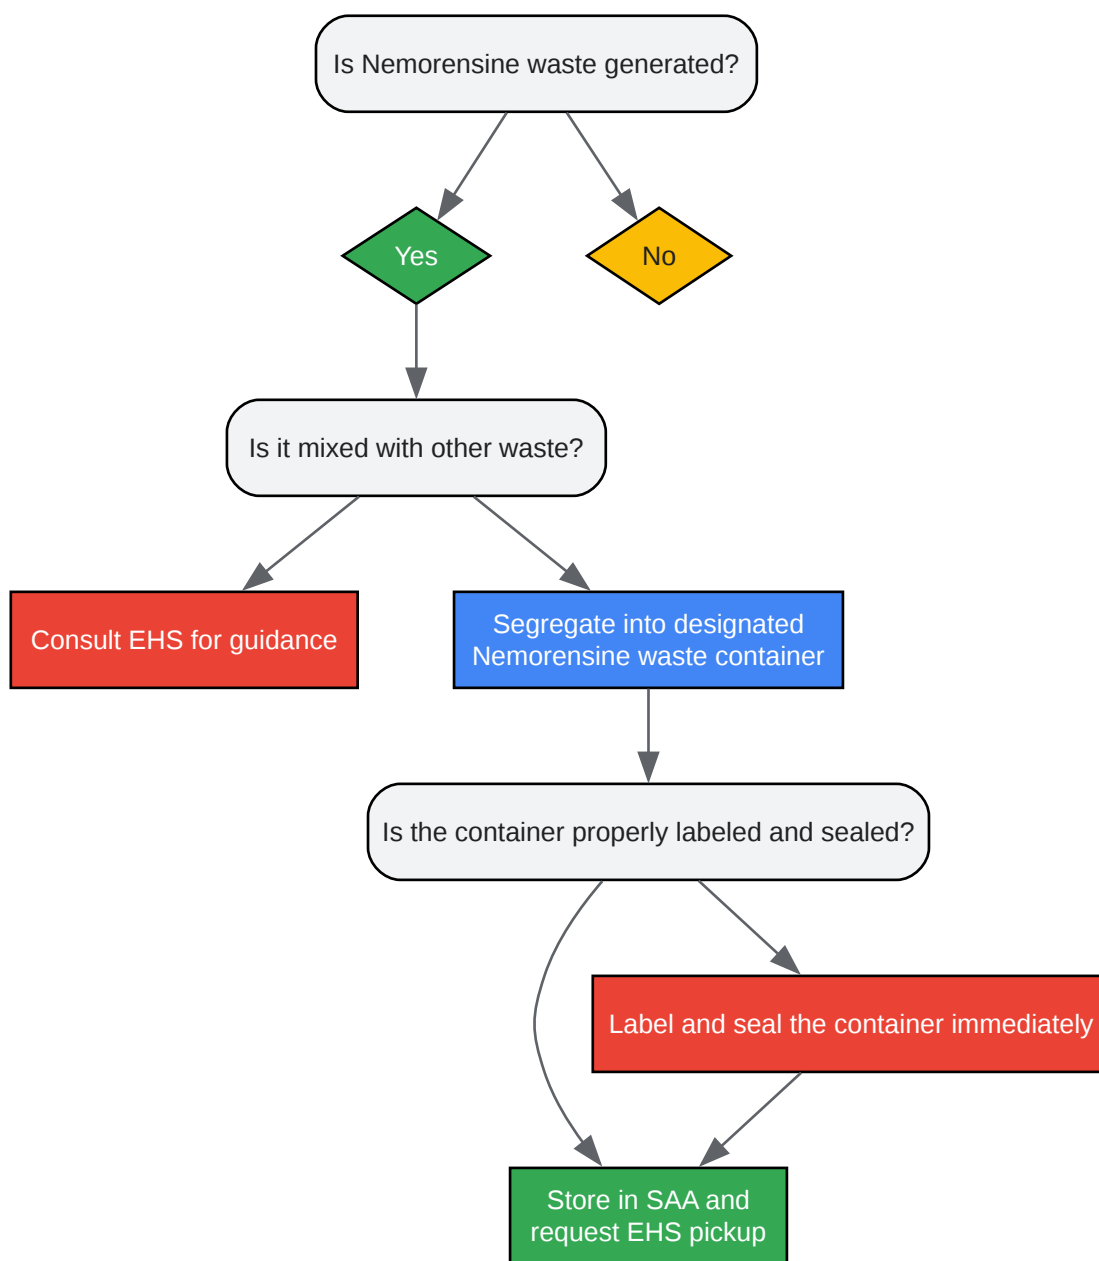 Is Nemorensine waste generated?
Yes
No
Is it mixed with other waste?
Consult EHS for guidance
Segregate into designated
Nemorensine waste container
Is the container properly labeled and sealed?
Label and seal the container immediately
Store in SAA and
request EHS pickup